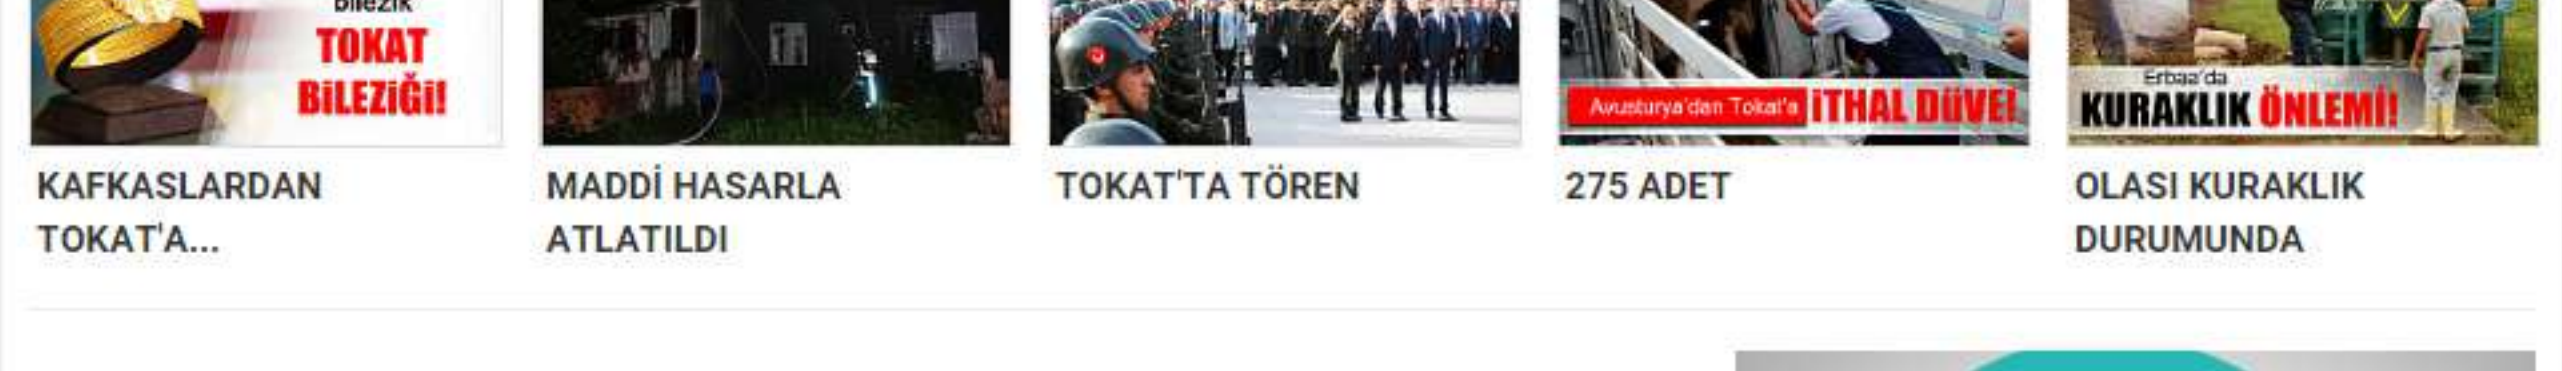 bilezik
TOKAT
BİLEZİĞİ!
KAFKASLARDAN
TOKAT'A...
MADDİ HASARLA
ATLATILDI
TOKAT'TA TÖREN
Avusturya'dan Tokat'a İTHAL DÜVE!
275 ADET
Erbaa'da
KURAKLIK ÖNLEMİ!
OLASI KURAKLIK
DURUMUNDA